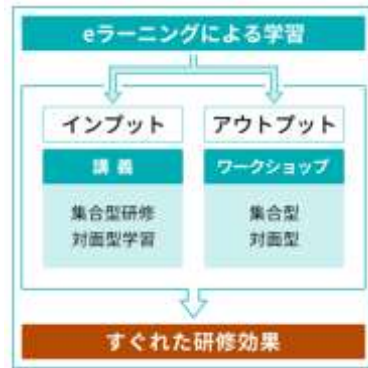 eラーニングによる学習
インプット
アウトプット
講義
ワークショップ
集合型研修
対面型学習
集合型
対面型
すぐれた研修効果